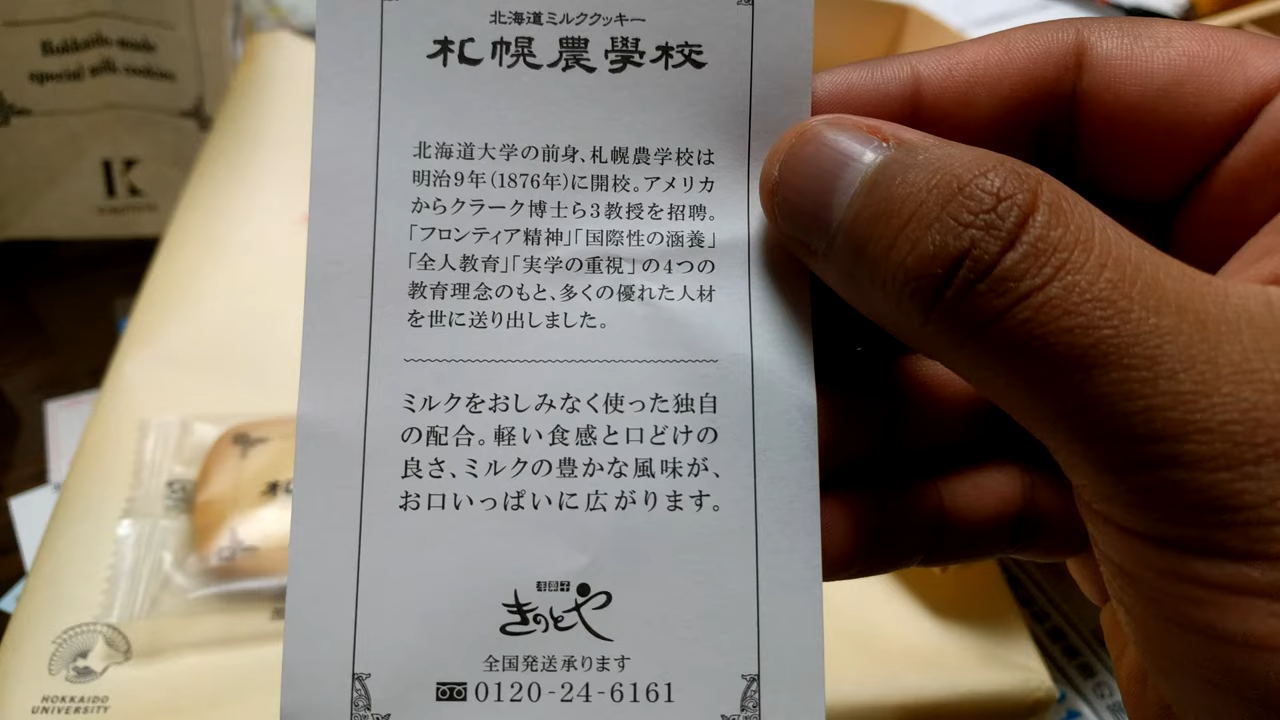 北海道ミルククッキー
札幌農學校
北海道大学の前身、札幌農学校は
明治9年(1876年)に開校。アメリカ
からクラーク博士ら3教授を招聘。
「フロンティア精神」「国際性の涵養」
「全人教育」「実学の重視」の4つの
教育理念のもと、多くの優れた人材
を世に送り出しました。
ミルクをおしみなく使った独自
の配合。軽い食感と口どけの
良さ、ミルクの豊かな風味が、
お口いっぱいに広がります。
きのとや
全国発送承ります
0120-24-6161
Hokkaido made
special milk cookies
K
HOKKAIDO
UNIVERSITY